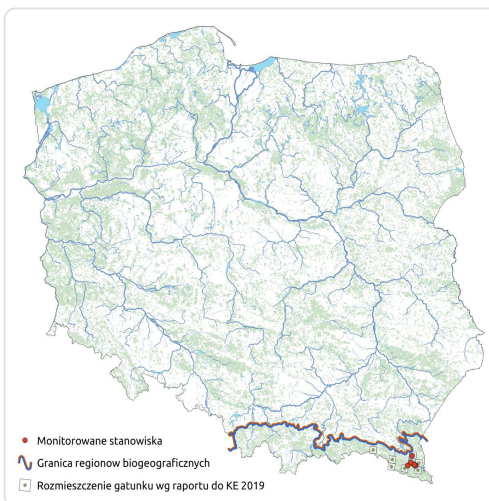 Monitorowane stanowiska
Granica regionow biogeograficznych
Rozmieszczenie gatunku wg raportu do KE 2019